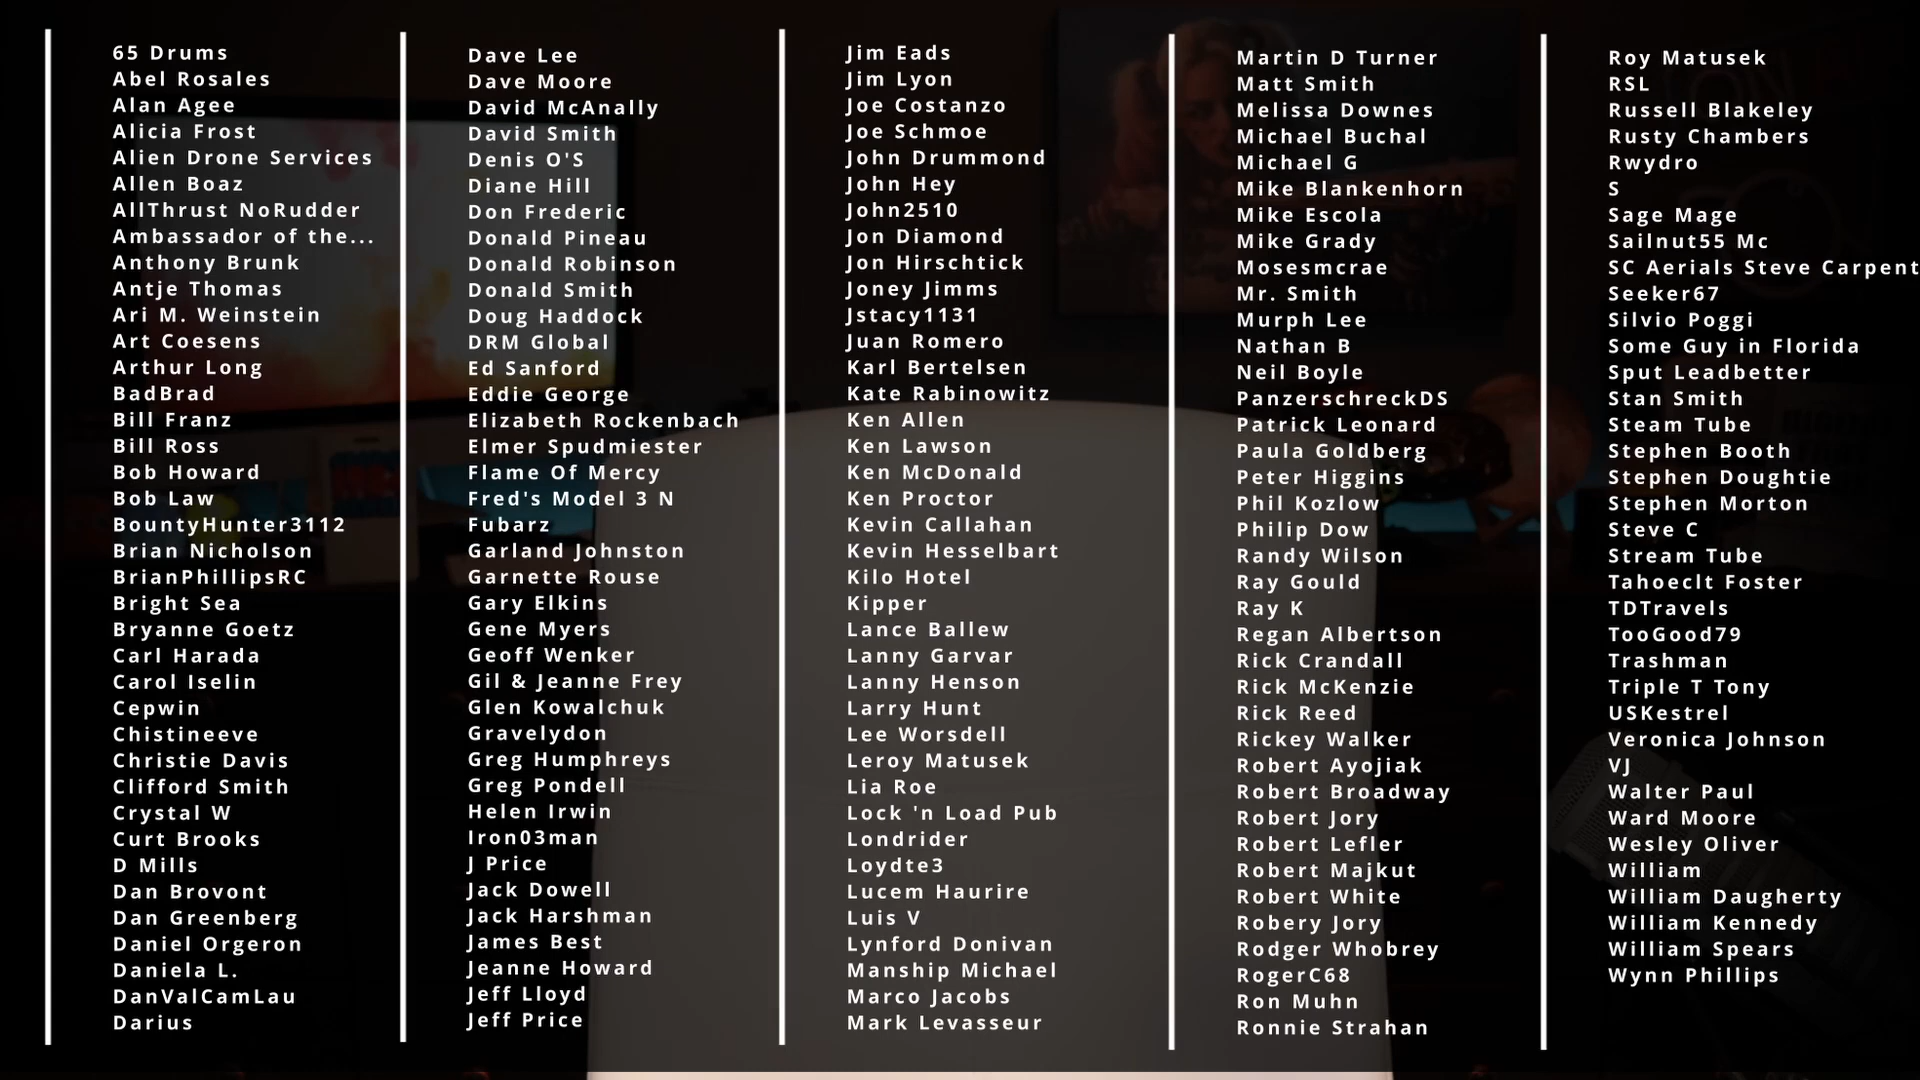 65 Drums
Abel Rosales
Alan Agee
Alicia Frost
Alien Drone Services
Allen Boaz
AllThrust NoRudder
Ambassador of the...
Anthony Brunk
Antje Thomas
Ari M. Weinstein
Art Coesens
Arthur Long
BadBrad
Bill Franz
Bill Ross
Bob Howard
Bob Law
BountyHunter3112
Brian Nicholson
BrianPhillipsRC
Bright Sea
Bryanne Goetz
Carl Harada
Carol Iselin
Cepwin
Chistineeve
Christie Davis
Clifford Smith
Crystal W
Curt Brooks
D Mills
Dan Brovont
Dan Greenberg
Daniel Orgeron
Daniela L.
DanValCamLau
Darius
Dave Lee
Dave Moore
David McAnally
David Smith
Denis O'S
Diane Hill
Don Frederic
Donald Pineau
Donald Robinson
Donald Smith
Doug Haddock
DRM Global
Ed Sanford
Eddie George
Elizabeth Rockenbach
Elmer Spudmiester
Flame Of Mercy
Fred's Model 3 N
Fubarz
Garland Johnston
Garnette Rouse
Gary Elkins
Gene Myers
Geoff Wenker
Gil & Jeanne Frey
Glen Kowalchuk
Gravelydon
Greg Humphreys
Greg Pondell
Helen Irwin
Iron03man
J Price
Jack Dowell
Jack Harshman
James Best
Jeanne Howard
Jeff Lloyd
Jeff Price
Jim Eads
Jim Lyon
Joe Costanzo
Joe Schmoe
John Drummond
John Hey
John2510
Jon Diamond
Jon Hirschtick
Joney Jimms
Jstacy1131
Juan Romero
Karl Bertelsen
Kate Rabinowitz
Ken Allen
Ken Lawson
Ken McDonald
Ken Proctor
Kevin Callahan
Kevin Hesselbart
Kilo Hotel
Kipper
Lance Ballew
Lanny Garvar
Lanny Henson
Larry Hunt
Lee Worsdell
Leroy Matusek
Lia Roe
Lock 'n Load Pub
Londrider
Loydte3
Lucem Haurire
Luis V
Lynford Donivan
Manship Michael
Marco Jacobs
Mark Levasseur
Martin D Turner
Matt Smith
Melissa Downes
Michael Buchal
Michael G
Mike Blankenhorn
Mike Escola
Mike Grady
Mosesmcrae
Mr. Smith
Murph Lee
Nathan B
Neil Boyle
PanzerschreckDS
Patrick Leonard
Paula Goldberg
Peter Higgins
Phil Kozlow
Philip Dow
Randy Wilson
Ray Gould
Ray K
Regan Albertson
Rick Crandall
Rick McKenzie
Rick Reed
Rickey Walker
Robert Ayojiak
Robert Broadway
Robert Jory
Robert Lefler
Robert Majkut
Robert White
Robery Jory
Rodger Whobrey
RogerC68
Ron Muhn
Ronnie Strahan
Roy Matusek
RSL
Russell Blakeley
Rusty Chambers
Rwydro
S
Sage Mage
Sailnut55 Mc
SC Aerials Steve Carpent
Seeker67
Silvio Poggi
Some Guy in Florida
Sput Leadbetter
Stan Smith
Steam Tube
Stephen Booth
Stephen Doughtie
Stephen Morton
Steve C
Stream Tube
Tahoeclt Foster
TDTravels
TooGood79
Trashman
Triple T Tony
USKestrel
Veronica Johnson
VJ
Walter Paul
Ward Moore
Wesley Oliver
William
William Daugherty
William Kennedy
William Spears
Wynn Phillips